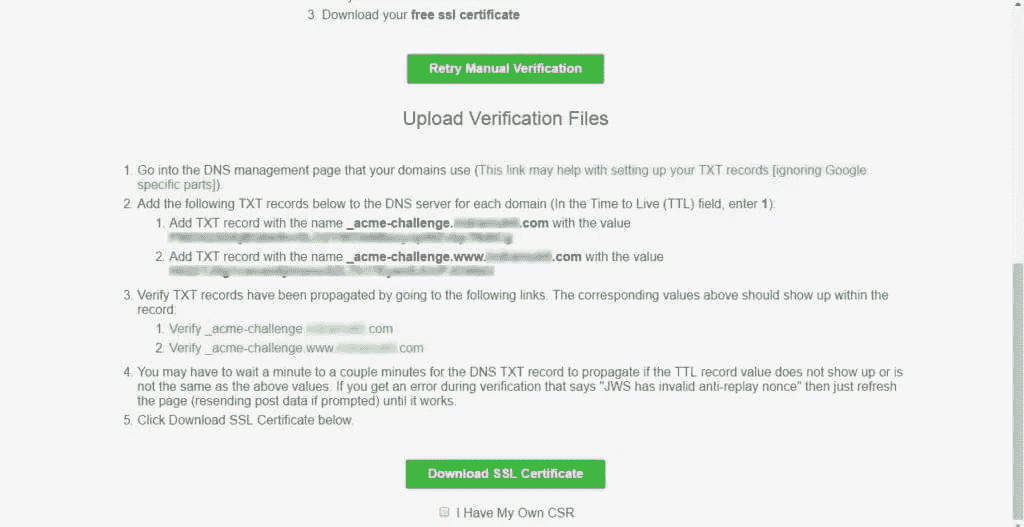 3. Download your free ssl certificate
Retry Manual Verification
Upload Verification Files
1. Go into the DNS management page that your domains use (This link may help with setting up your TXT records [ignoring Google
specific parts]).
2. Add the following TXT records below to the DNS server for each domain (In the Time to Live (TTL) field, enter 1):
1. Add TXT record with the name _acme-challenge. .com with the value
2. Add TXT record with the name _acme-challenge.www. .com with the value
3. Verify TXT records have been propagated by going to the following links. The corresponding values above should show up within the
record:
1. Verify _acme-challenge. .com
2. Verify _acme-challenge.www. .com
4. You may have to wait a minute to a couple minutes for the DNS TXT record to propagate if the TTL record value does not show up or is
not the same as the above values. If you get an error during verification that says "JWS has invalid anti-replay nonce" then just refresh
the page (resending post data if prompted) until it works.
5. Click Download SSL Certificate below.
Download SSL Certificate
I Have My Own CSR